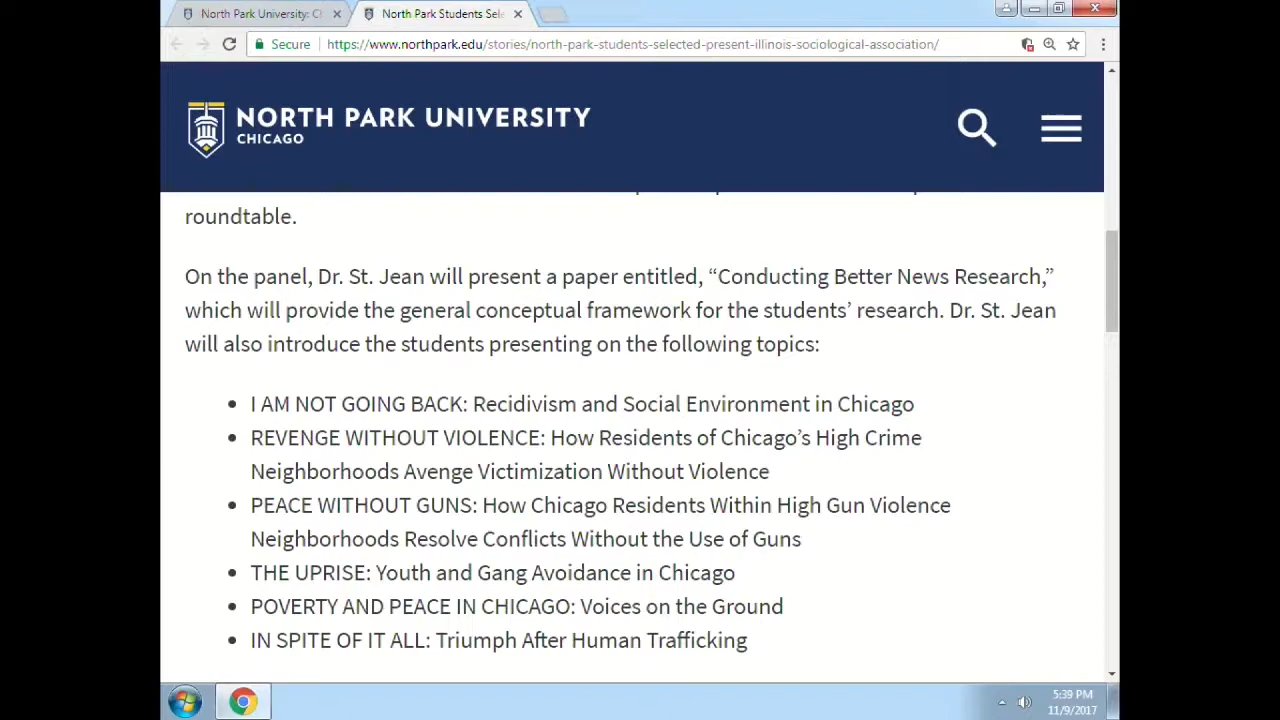 North Park University: C
North Park Students Sele
Secure
https://www.northpark.edu/stories/north-park-students-selected-present-illinois-sociological-association/
NORTH PARK UNIVERSITY
CHICAGO
roundtable.
On the panel, Dr. St. Jean will present a paper entitled, “Conducting Better News Research,”
which will provide the general conceptual framework for the students’ research. Dr. St. Jean
will also introduce the students presenting on the following topics:
• I AM NOT GOING BACK: Recidivism and Social Environment in Chicago
• REVENGE WITHOUT VIOLENCE: How Residents of Chicago’s High Crime
Neighborhoods Avenge Victimization Without Violence
• PEACE WITHOUT GUNS: How Chicago Residents Within High Gun Violence
Neighborhoods Resolve Conflicts Without the Use of Guns
• THE UPRISE: Youth and Gang Avoidance in Chicago
• POVERTY AND PEACE IN CHICAGO: Voices on the Ground
• IN SPITE OF IT ALL: Triumph After Human Trafficking
5:39 PM
11/9/2017